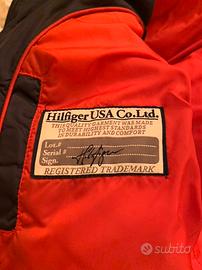 Hilfiger USA Co.Ltd.
THIS QUALITY GARMENT WAS MADE
TO MEET HIGHEST STANDARDS
IN DURABILITY AND COMFORT
Lot.#
Serial #
Sign.
REGISTERED TRADEMARK
subito